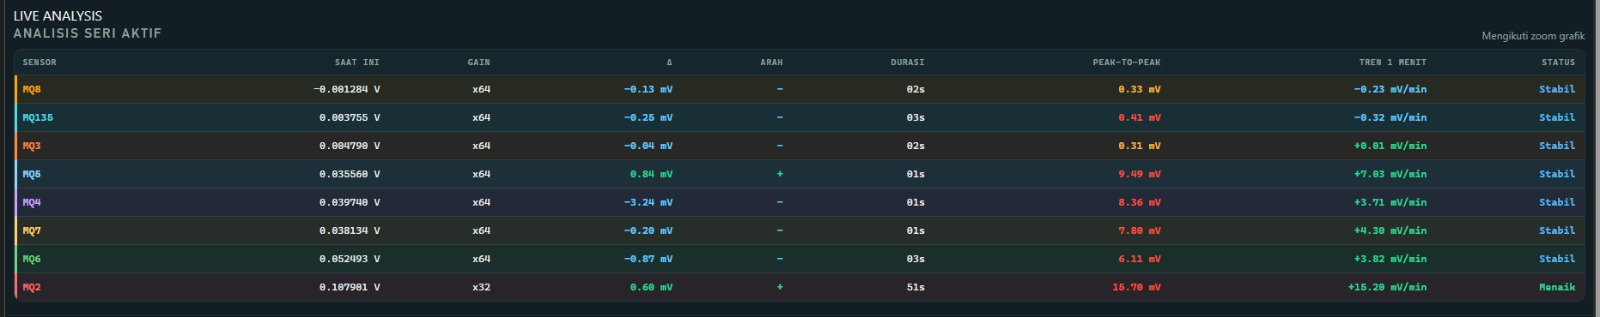 LIVE ANALYSIS
ANALISIS SERI AKTIF
Mengikuti zoom grafik
SENSOR SAAT INI GAIN Δ ARAH DURASI PEAK-TO-PEAK TREN 1 MENIT STATUS
MQ8 −0.001284 V x64 −0.13 mV − 02s 0.33 mV −0.23 mV/min Stabil
MQ135 0.003755 V x64 −0.25 mV − 03s 0.41 mV −0.32 mV/min Stabil
MQ3 0.004790 V x64 −0.04 mV − 02s 0.31 mV +0.01 mV/min Stabil
MQ5 0.035560 V x64 0.84 mV + 01s 9.49 mV +7.03 mV/min Stabil
MQ4 0.039740 V x64 −3.24 mV − 01s 8.36 mV +3.71 mV/min Stabil
MQ7 0.038134 V x64 −0.20 mV − 01s 7.80 mV +4.30 mV/min Stabil
MQ6 0.052493 V x64 −0.87 mV − 03s 6.11 mV +3.82 mV/min Stabil
MQ2 0.107901 V x32 0.60 mV + 51s 15.70 mV +15.20 mV/min Menaik